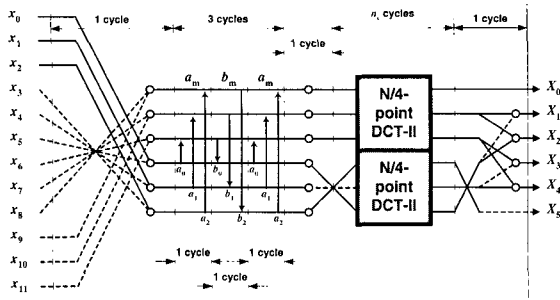 1 cycle
3 cycles
n, cycles
1 cycle
1 cycle
x0
x1
x2
x3
x4
x5
x6
x7
x8
x9
x10
x11
am bm am
a0 b0 a0
a1 b1 a1
a2 b2 a2
N/4-
point
DCT-II
N/4-
point
DCT-II
X0
X1
X2
X3
X4
X5
1 cycle
1 cycle
1 cycle